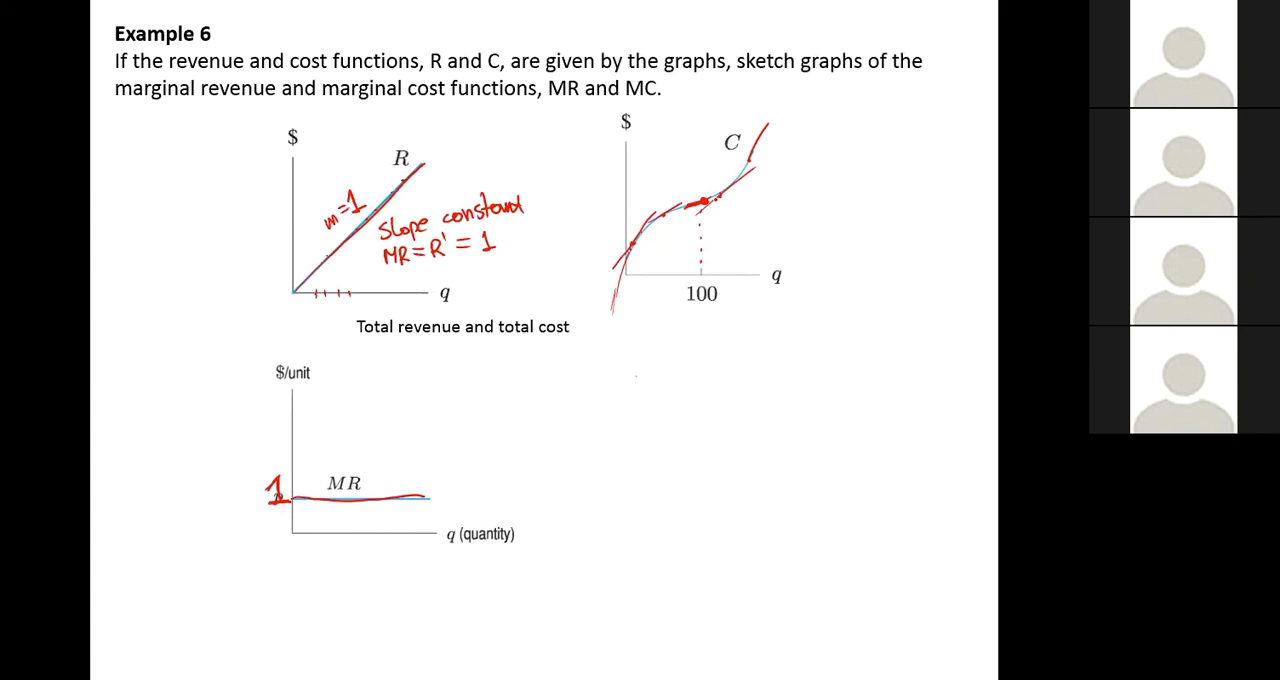 Example 6
If the revenue and cost functions, R and C, are given by the graphs, sketch graphs of the
marginal revenue and marginal cost functions, MR and MC.
$
R
m=1
slope constant
MR=R'=1
q
$
C
q
100
Total revenue and total cost
$/unit
1
MR
q (quantity)